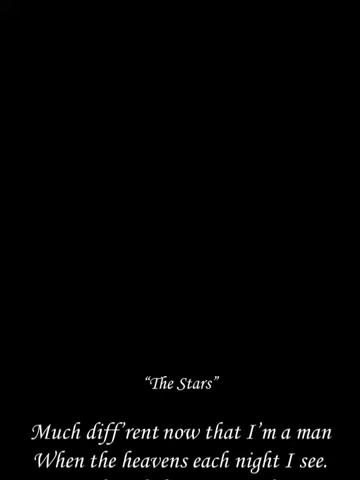 “The Stars”
Much diff’rent now that I’m a man
When the heavens each night I see.